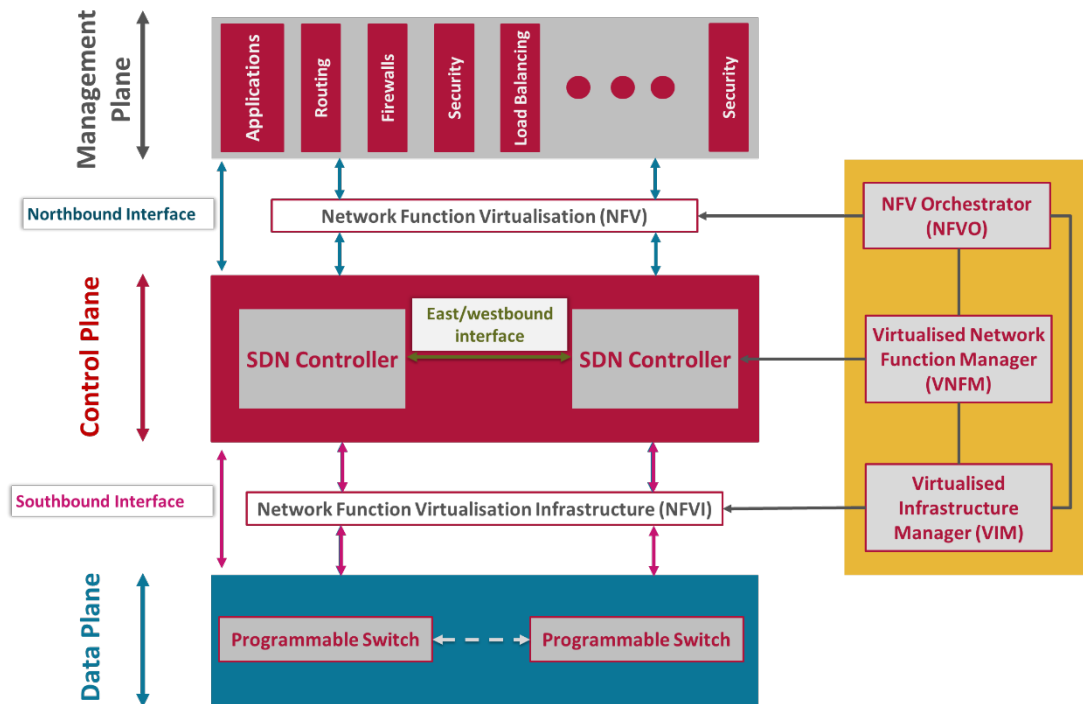 Management
Plane
Applications
Routing
Firewalls
Security
Load Balancing
Security
Northbound Interface
Network Function Virtualisation (NFV)
NFV Orchestrator
(NFVO)
Control Plane
East/westbound
interface
SDN Controller
SDN Controller
Virtualised Network
Function Manager
(VNFM)
Southbound Interface
Network Function Virtualisation Infrastructure (NFVI)
Virtualised
Infrastructure
Manager (VIM)
Data Plane
Programmable Switch
Programmable Switch